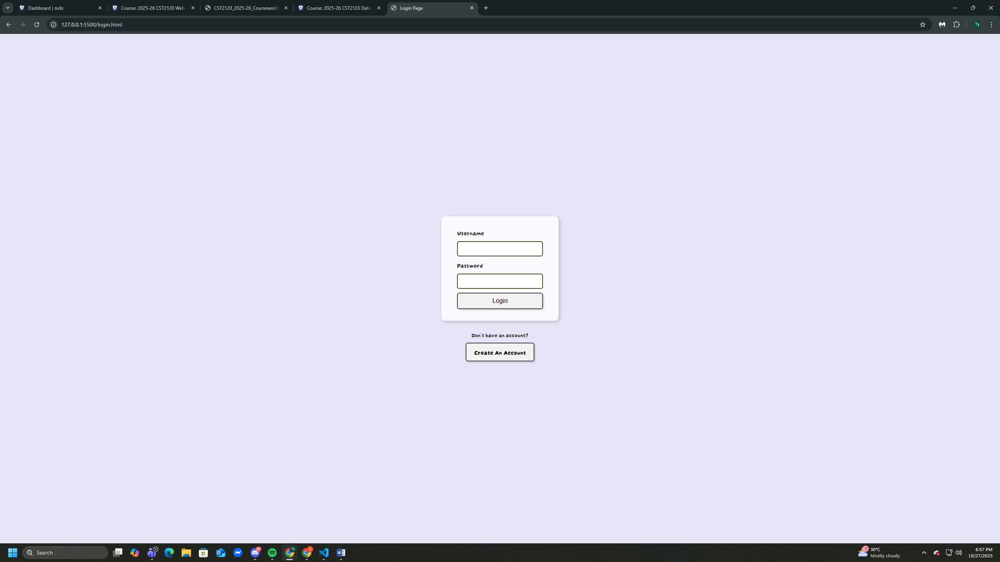 Dashboard | mdx
Course: 2025-26 CST2120 Web
CST2120_2025-26_Coursework1
Course: 2025-26 CST2133 Data
Login Page
127.0.0.1:5500/login.html
Ty
Username
Password
Login
Don't have an account?
Create An Account
Search
9+
Ty
S
1
30°C
Mostly cloudy
6:57 PM
10/27/2025